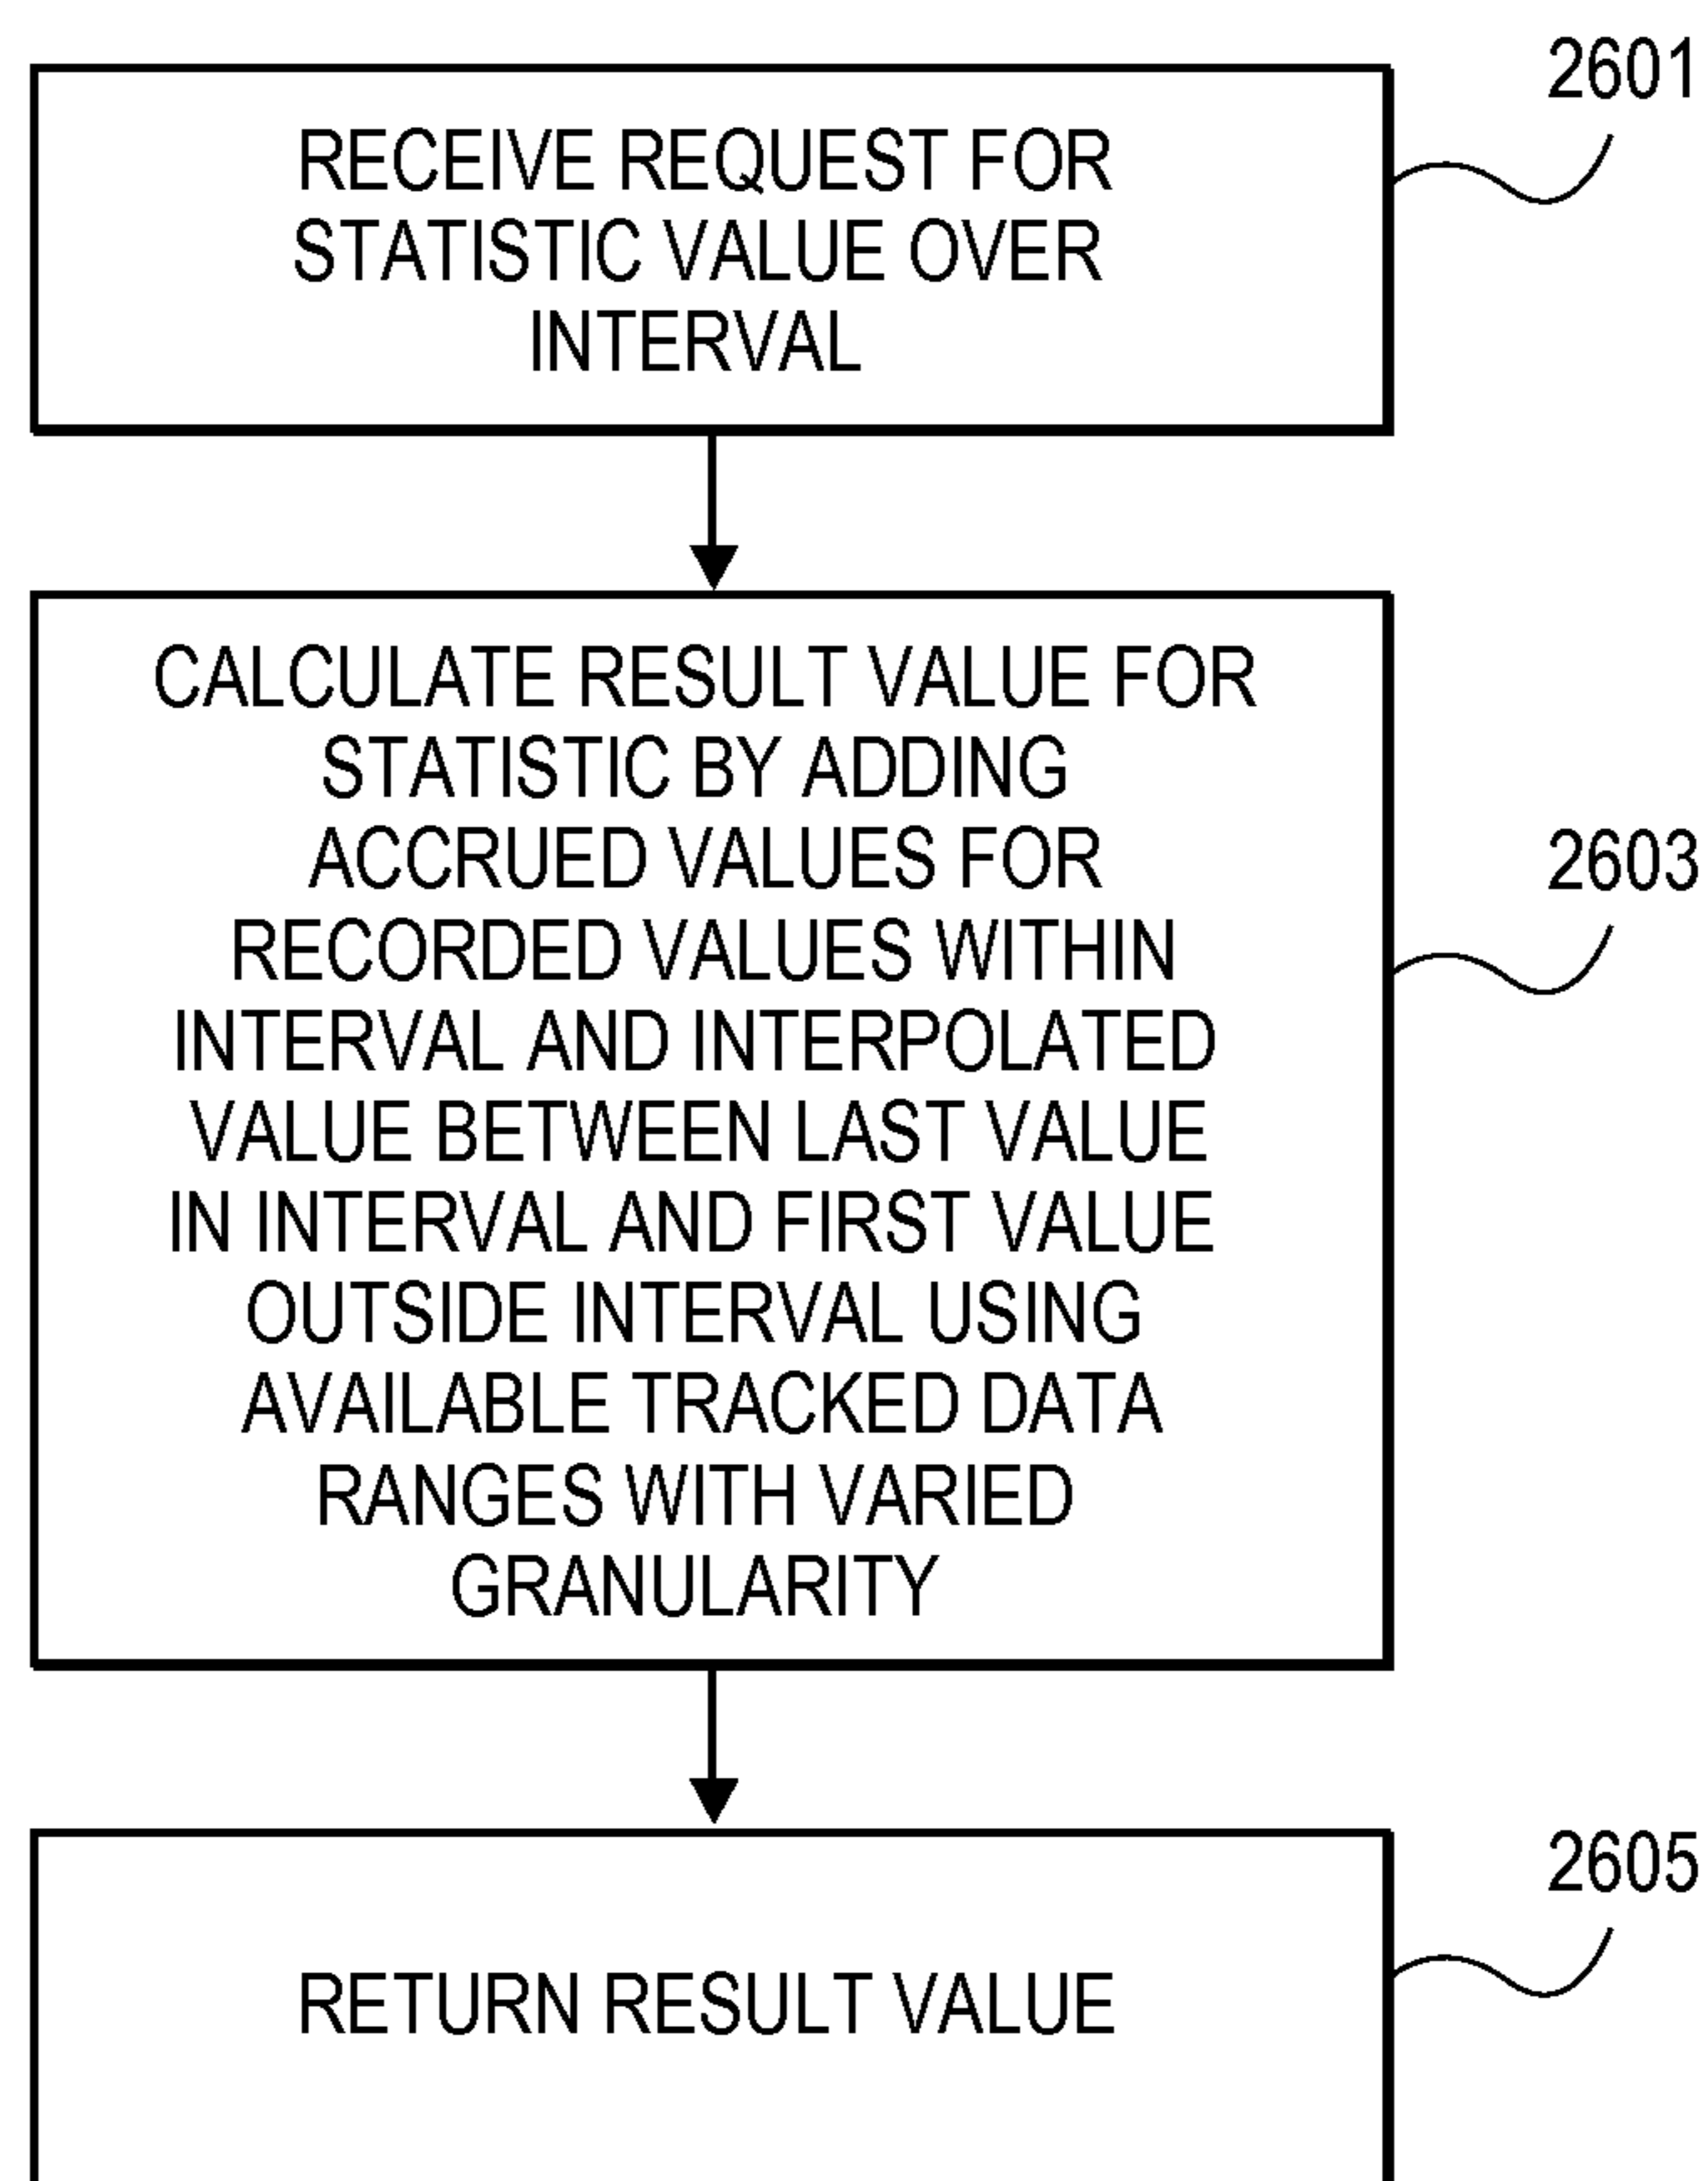 2601
RECEIVE REQUEST FOR
STATISTIC VALUE OVER
INTERVAL
CALCULATE RESULT VALUE FOR
STATISTIC BY ADDING
ACCRUED VALUES FOR
RECORDED VALUES WITHIN
INTERVAL AND INTERPOLATED
VALUE BETWEEN LAST VALUE
IN INTERVAL AND FIRST VALUE
OUTSIDE INTERVAL USING
AVAILABLE TRACKED DATA
RANGES WITH VARIED
GRANULARITY
2603
2605
RETURN RESULT VALUE